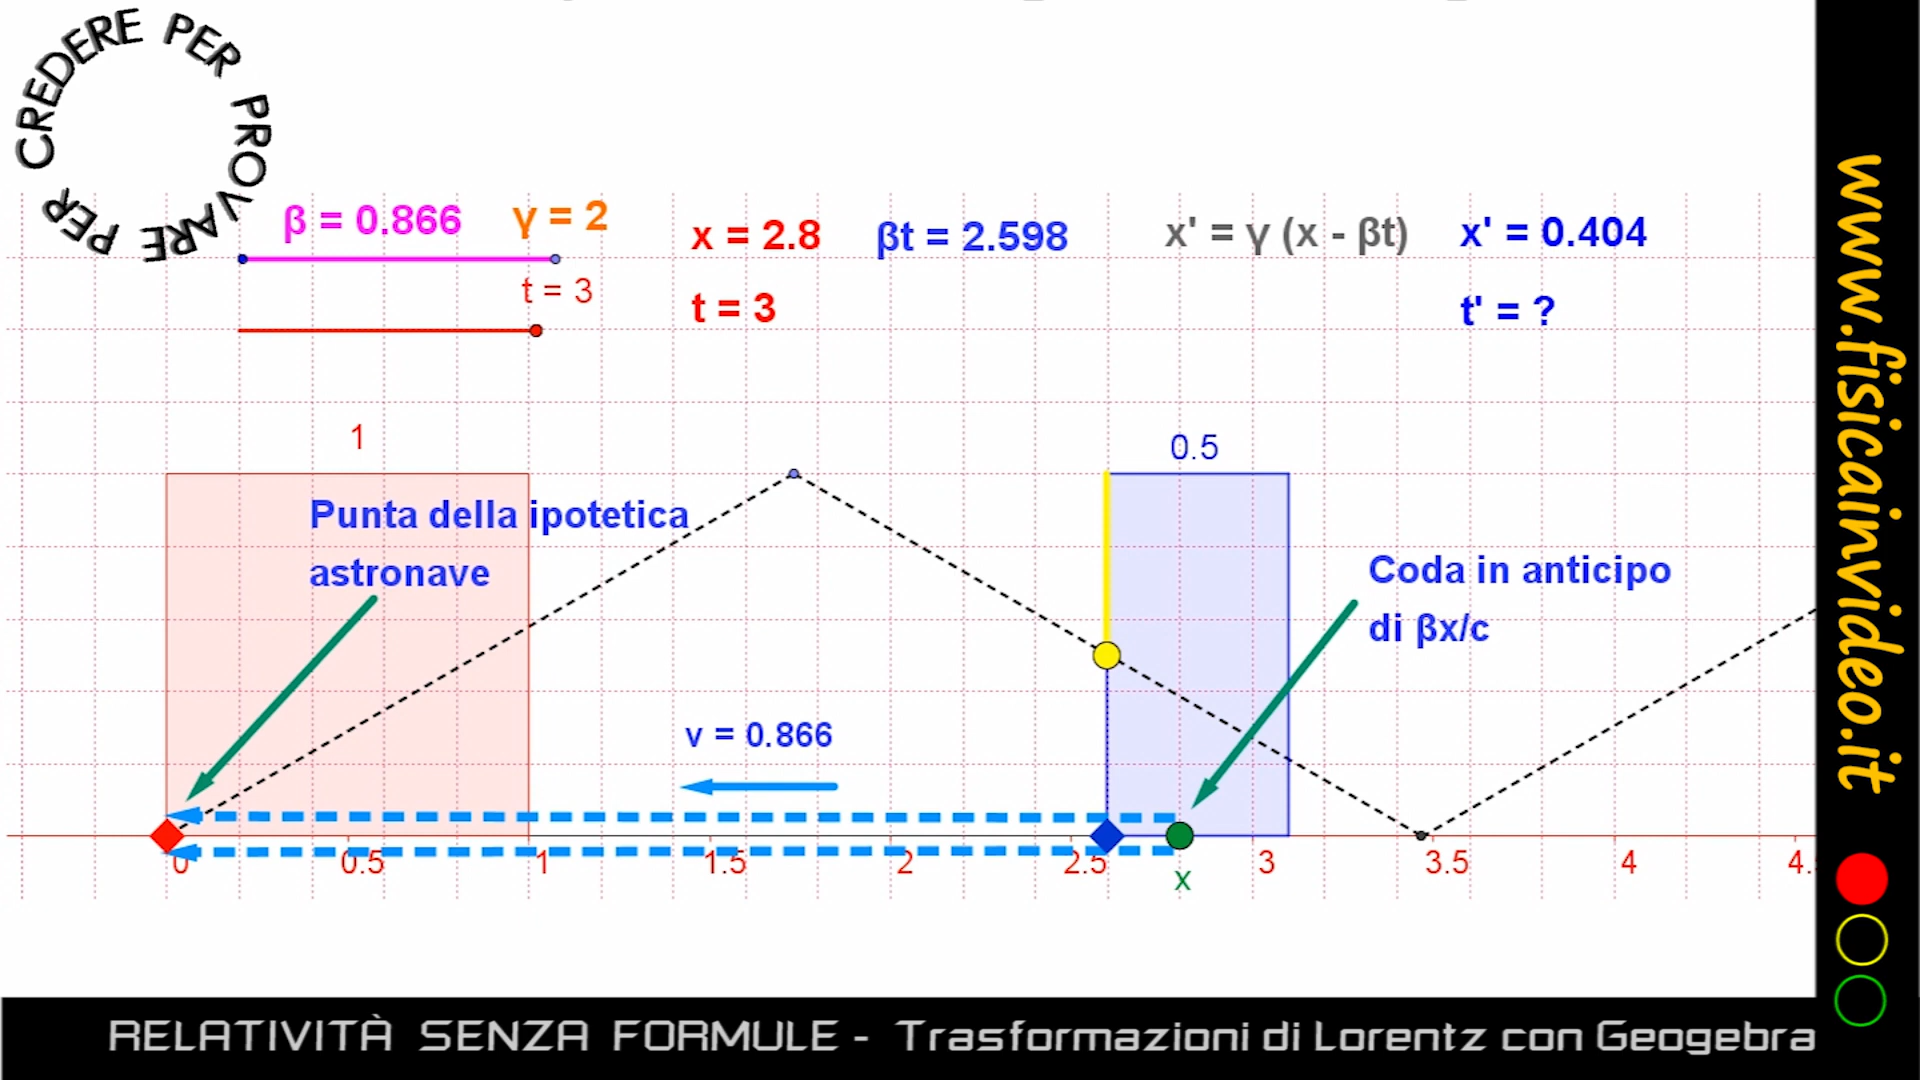 CREDERE PER PROVARE PER
β = 0.866
γ = 2
x = 2.8
βt = 2.598
x' = γ (x - βt)
x' = 0.404
t = 3
t = 3
t' = ?
1
0.5
Punta della ipotetica
astronave
Coda in anticipo
di βx/c
v = 0.866
0 0.5 1 1.5 2 2.5 3 3.5 4 4.
x
www.fisicainvideo.it
RELATIVITÀ SENZA FORMULE - Trasformazioni di Lorentz con Geogebra